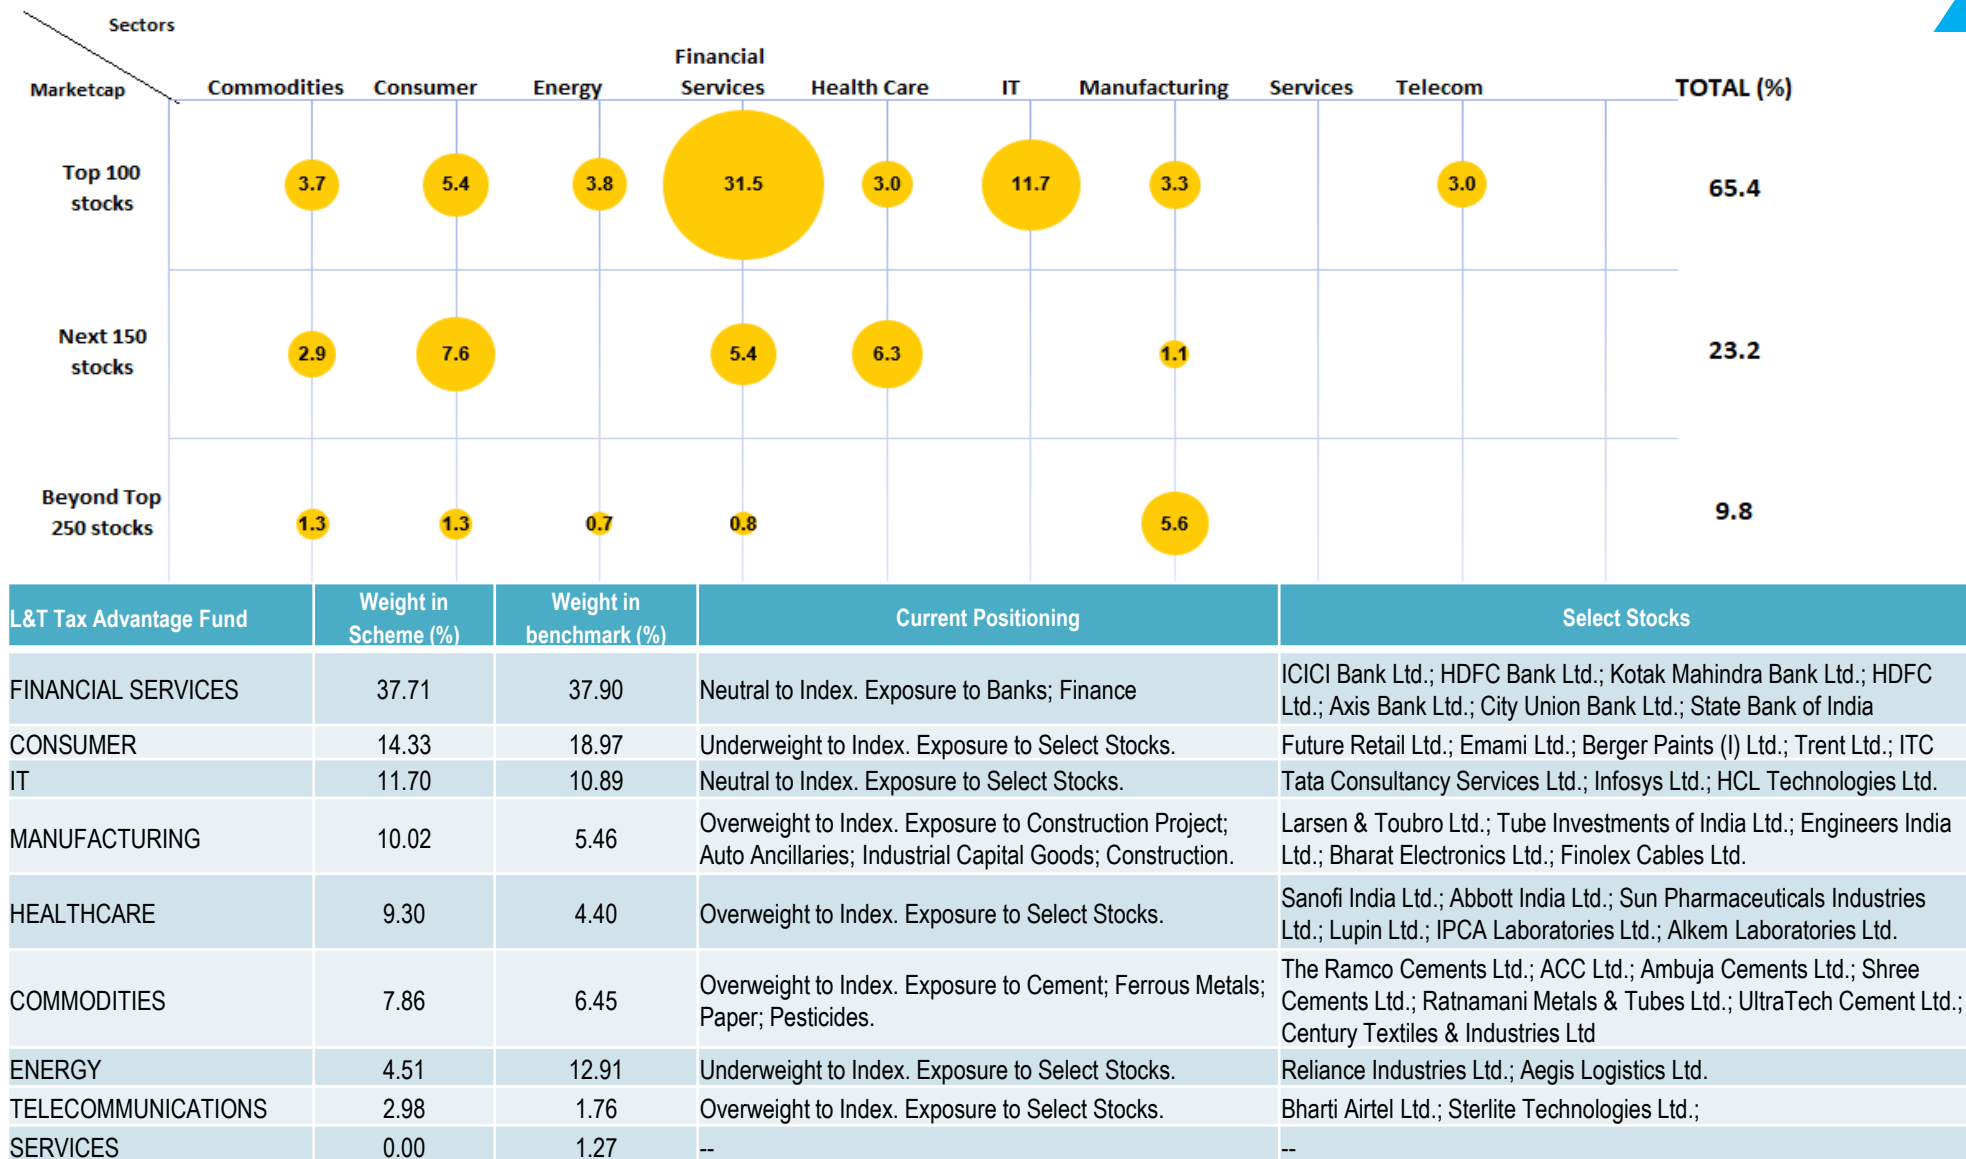 Sectors
Marketcap
Commodities Consumer Energy Financial Services Health Care IT Manufacturing Services Telecom TOTAL (%)
Top 100
stocks
3.7 5.4 3.8 31.5 3.0 11.7 3.3 3.0 65.4
Next 150
stocks
2.9 7.6 5.4 6.3 1.1 23.2
Beyond Top
250 stocks
1.3 1.3 0.7 0.8 5.6 9.8
L&T Tax Advantage Fund
Weight in
Scheme (%)
Weight in
benchmark (%)
Current Positioning
Select Stocks
FINANCIAL SERVICES
37.71
37.90
Neutral to Index. Exposure to Banks; Finance
ICICI Bank Ltd.; HDFC Bank Ltd.; Kotak Mahindra Bank Ltd.; HDFC
Ltd.; Axis Bank Ltd.; City Union Bank Ltd.; State Bank of India
CONSUMER
14.33
18.97
Underweight to Index. Exposure to Select Stocks.
Future Retail Ltd.; Emami Ltd.; Berger Paints (I) Ltd.; Trent Ltd.; ITC
IT
11.70
10.89
Neutral to Index. Exposure to Select Stocks.
Tata Consultancy Services Ltd.; Infosys Ltd.; HCL Technologies Ltd.
MANUFACTURING
10.02
5.46
Overweight to Index. Exposure to Construction Project;
Auto Ancillaries; Industrial Capital Goods; Construction.
Larsen & Toubro Ltd.; Tube Investments of India Ltd.; Engineers India
Ltd.; Bharat Electronics Ltd.; Finolex Cables Ltd.
HEALTHCARE
9.30
4.40
Overweight to Index. Exposure to Select Stocks.
Sanofi India Ltd.; Abbott India Ltd.; Sun Pharmaceuticals Industries
Ltd.; Lupin Ltd.; IPCA Laboratories Ltd.; Alkem Laboratories Ltd.
COMMODITIES
7.86
6.45
Overweight to Index. Exposure to Cement; Ferrous Metals;
Paper; Pesticides.
The Ramco Cements Ltd.; ACC Ltd.; Ambuja Cements Ltd.; Shree
Cements Ltd.; Ratnamani Metals & Tubes Ltd.; UltraTech Cement Ltd.;
Century Textiles & Industries Ltd
ENERGY
4.51
12.91
Underweight to Index. Exposure to Select Stocks.
Reliance Industries Ltd.; Aegis Logistics Ltd.
TELECOMMUNICATIONS
2.98
1.76
Overweight to Index. Exposure to Select Stocks.
Bharti Airtel Ltd.; Sterlite Technologies Ltd.;
SERVICES
0.00
1.27
--
--